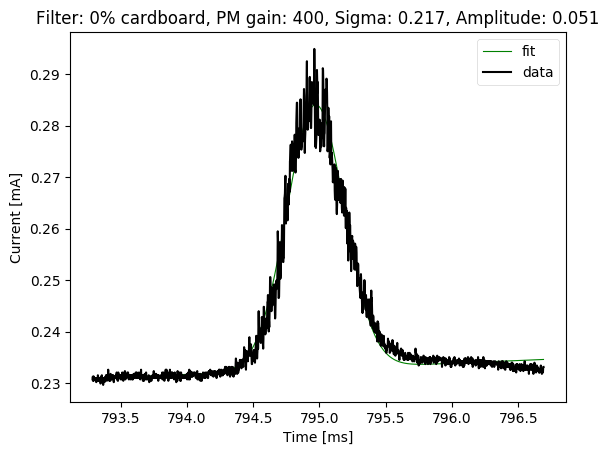 Filter: 0% cardboard, PM gain: 400, Sigma: 0.217, Amplitude: 0.051
fit
data
0.29
0.28
0.27
0.26
0.25
0.24
0.23
Current [mA]
793.5 794.0 794.5 795.0 795.5 796.0 796.5
Time [ms]